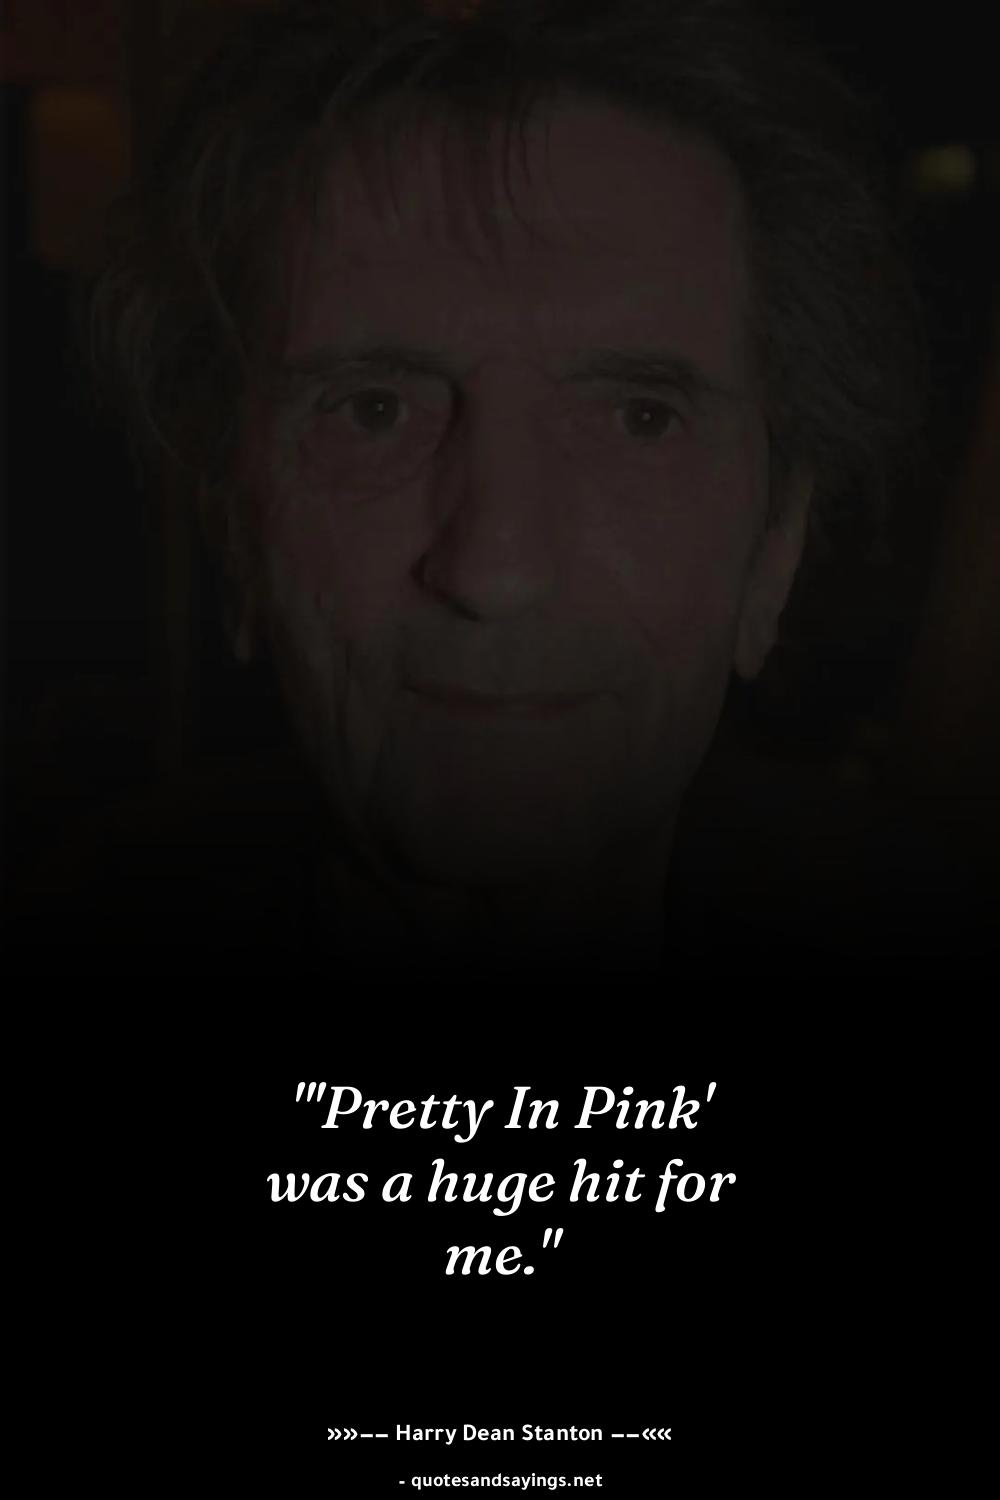 "'Pretty In Pink'
was a huge hit for
me."
»»–– Harry Dean Stanton ––««
- quotesandsayings.net